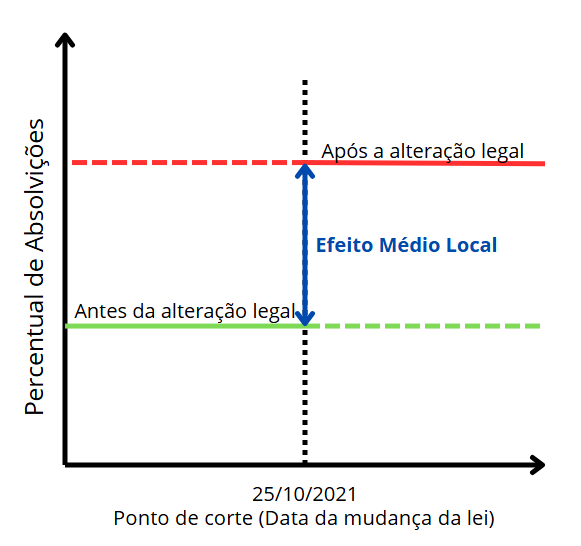 Percentual de Absolvições
Após a alteração legal
Efeito Médio Local
Antes da alteração legal
25/10/2021
Ponto de corte (Data da mudança da lei)